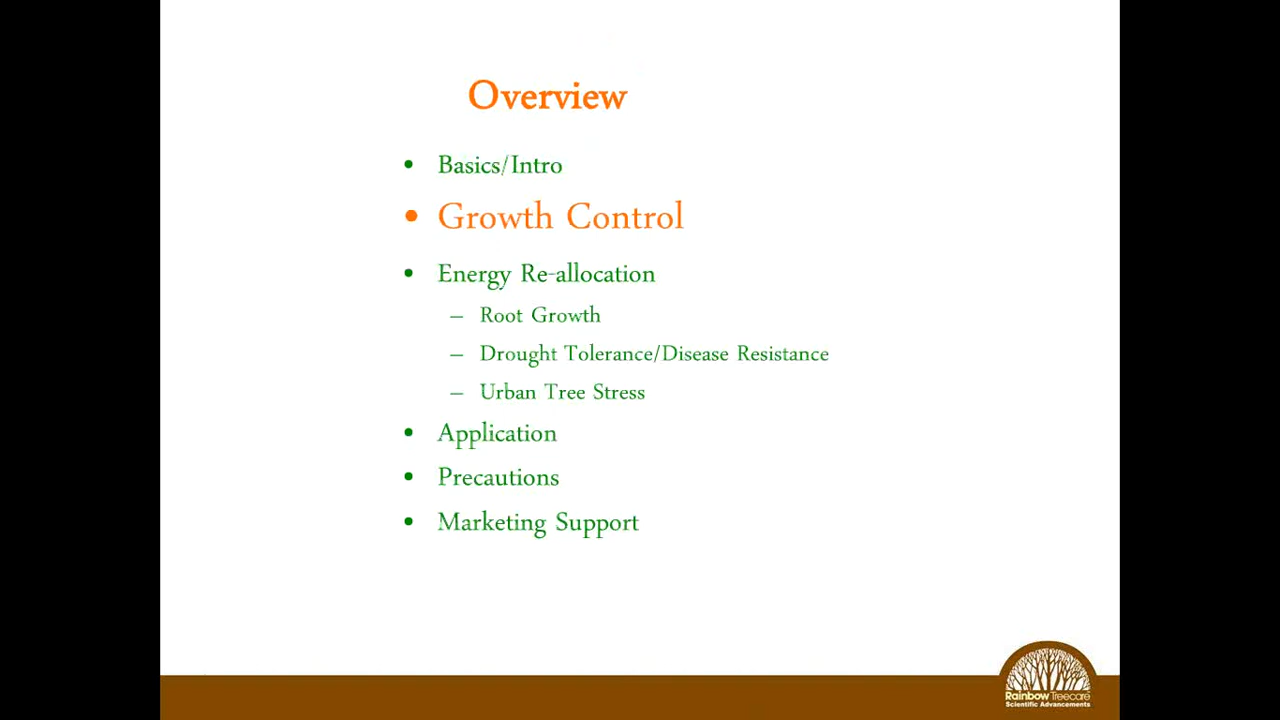 Overview
• Basics/Intro
• Growth Control
• Energy Re-allocation
– Root Growth
– Drought Tolerance/Disease Resistance
– Urban Tree Stress
• Application
• Precautions
• Marketing Support
Rainbow Treecare
Scientific Advancements